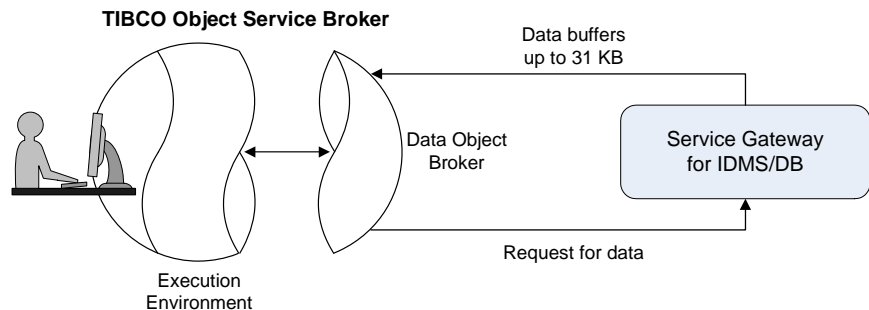 TIBCO Object Service Broker
Data buffers
up to 31 KB
Data Object
Broker
Service Gateway
for IDMS/DB
Request for data
Execution
Environment